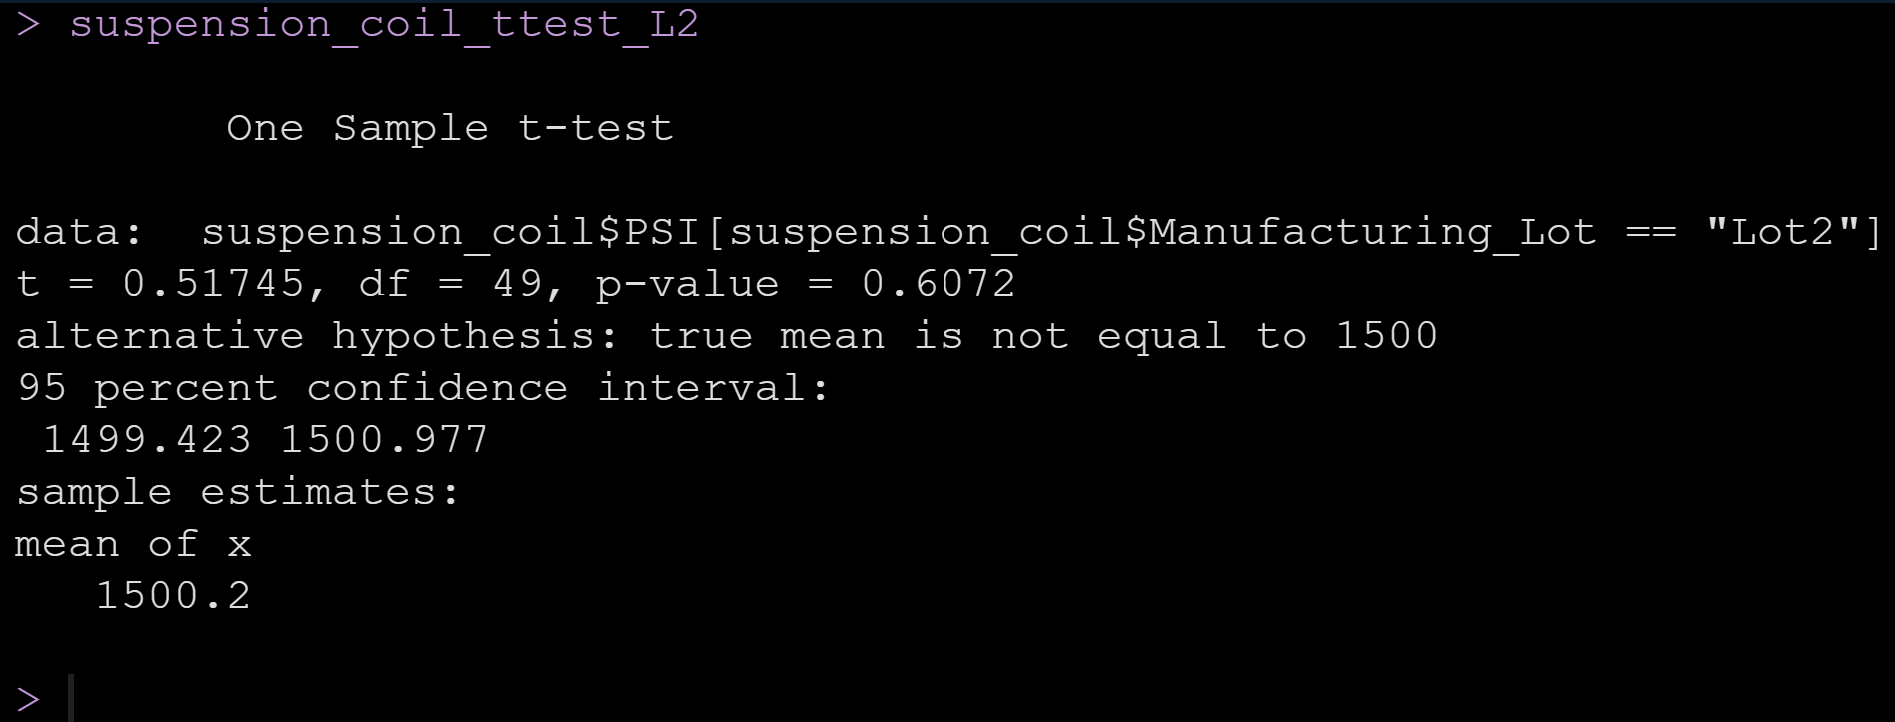 > suspension_coil_ttest_L2
One Sample t-test
data:  suspension_coil$PSI[suspension_coil$Manufacturing_Lot == "Lot2"]
t = 0.51745, df = 49, p-value = 0.6072
alternative hypothesis: true mean is not equal to 1500
95 percent confidence interval:
 1499.423 1500.977
sample estimates:
mean of x
   1500.2
>